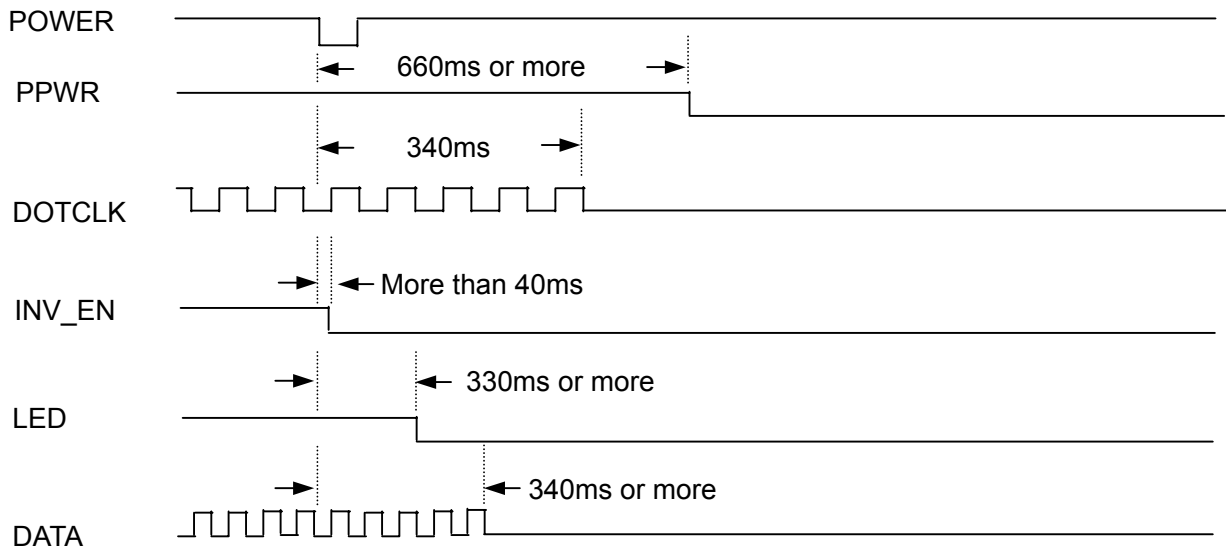 POWER
660ms or more
PPWR
340ms
DOTCLK
More than 40ms
INV_EN
330ms or more
LED
340ms or more
DATA